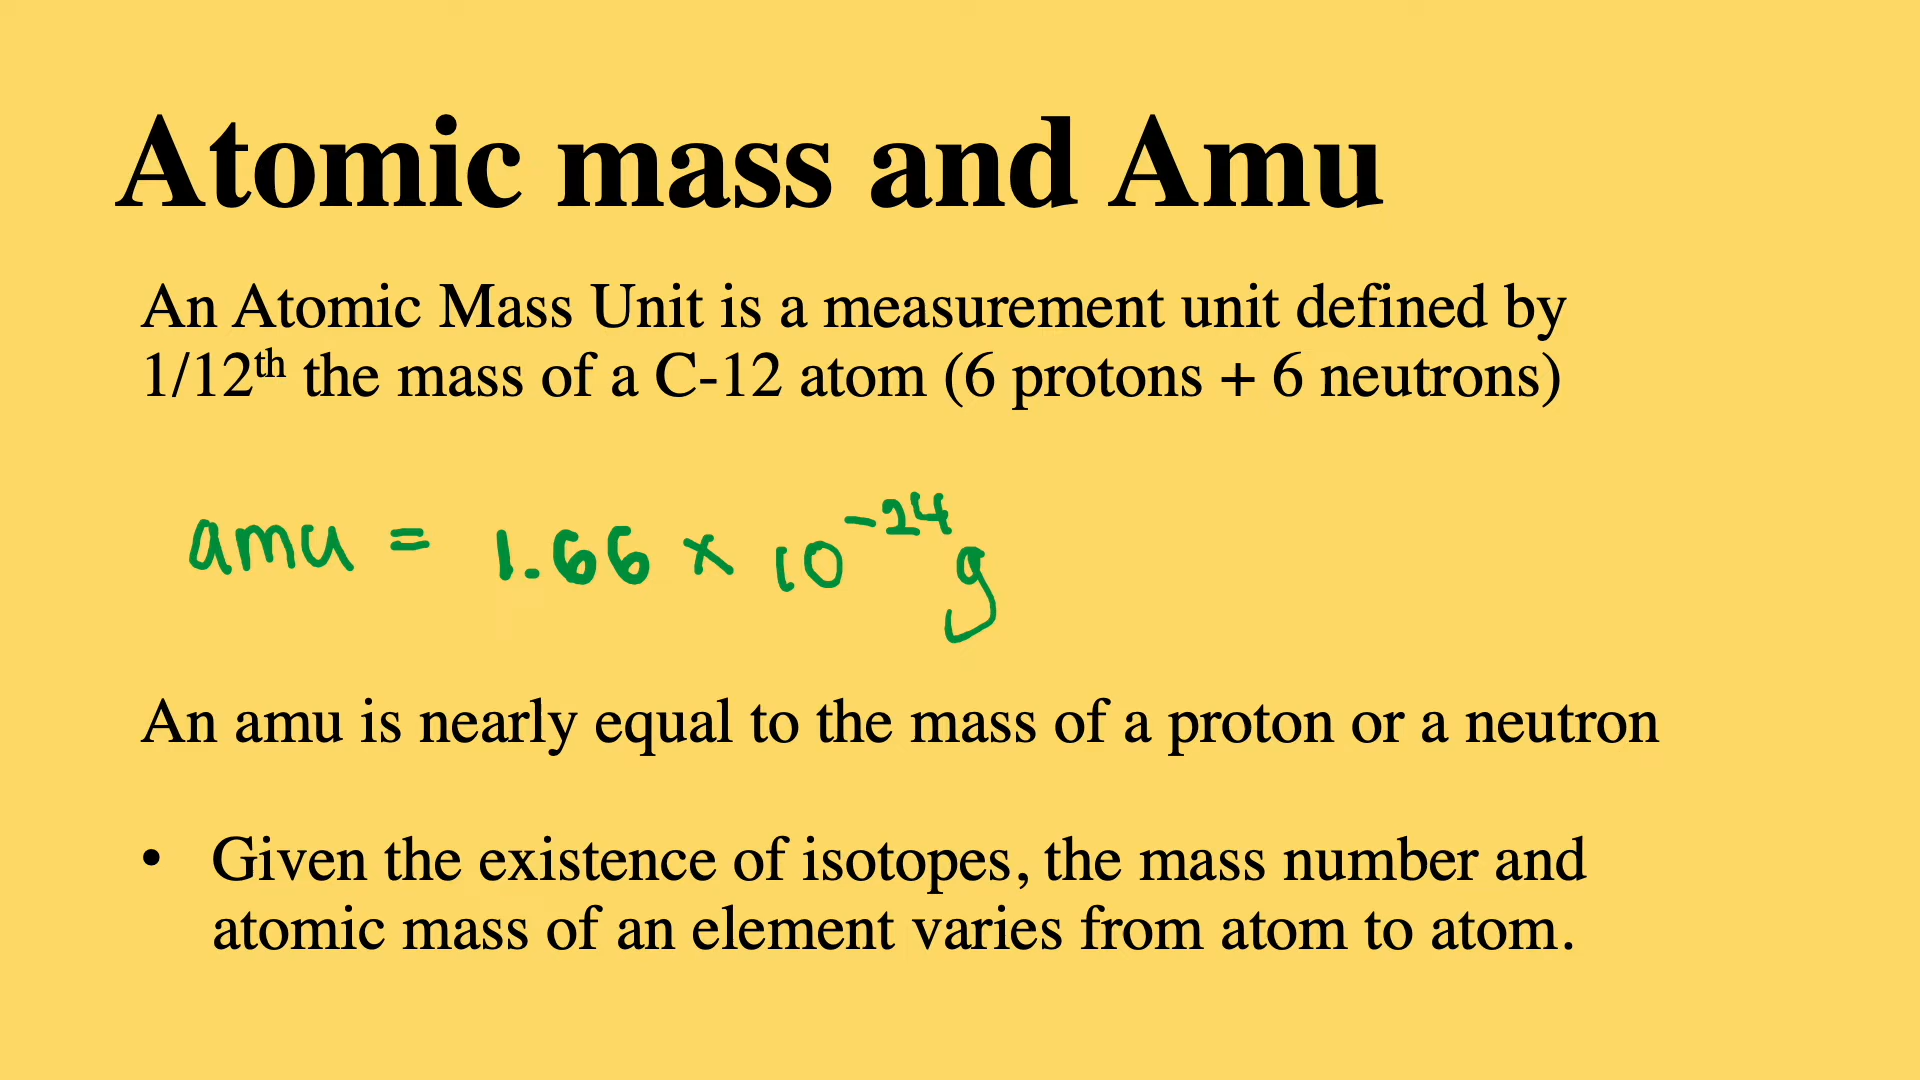 Atomic mass and Amu
An Atomic Mass Unit is a measurement unit defined by
1/12ᵗʰ the mass of a C-12 atom (6 protons + 6 neutrons)
amu = 1.66 × 10⁻²⁴ g
An amu is nearly equal to the mass of a proton or a neutron
• Given the existence of isotopes, the mass number and
atomic mass of an element varies from atom to atom.